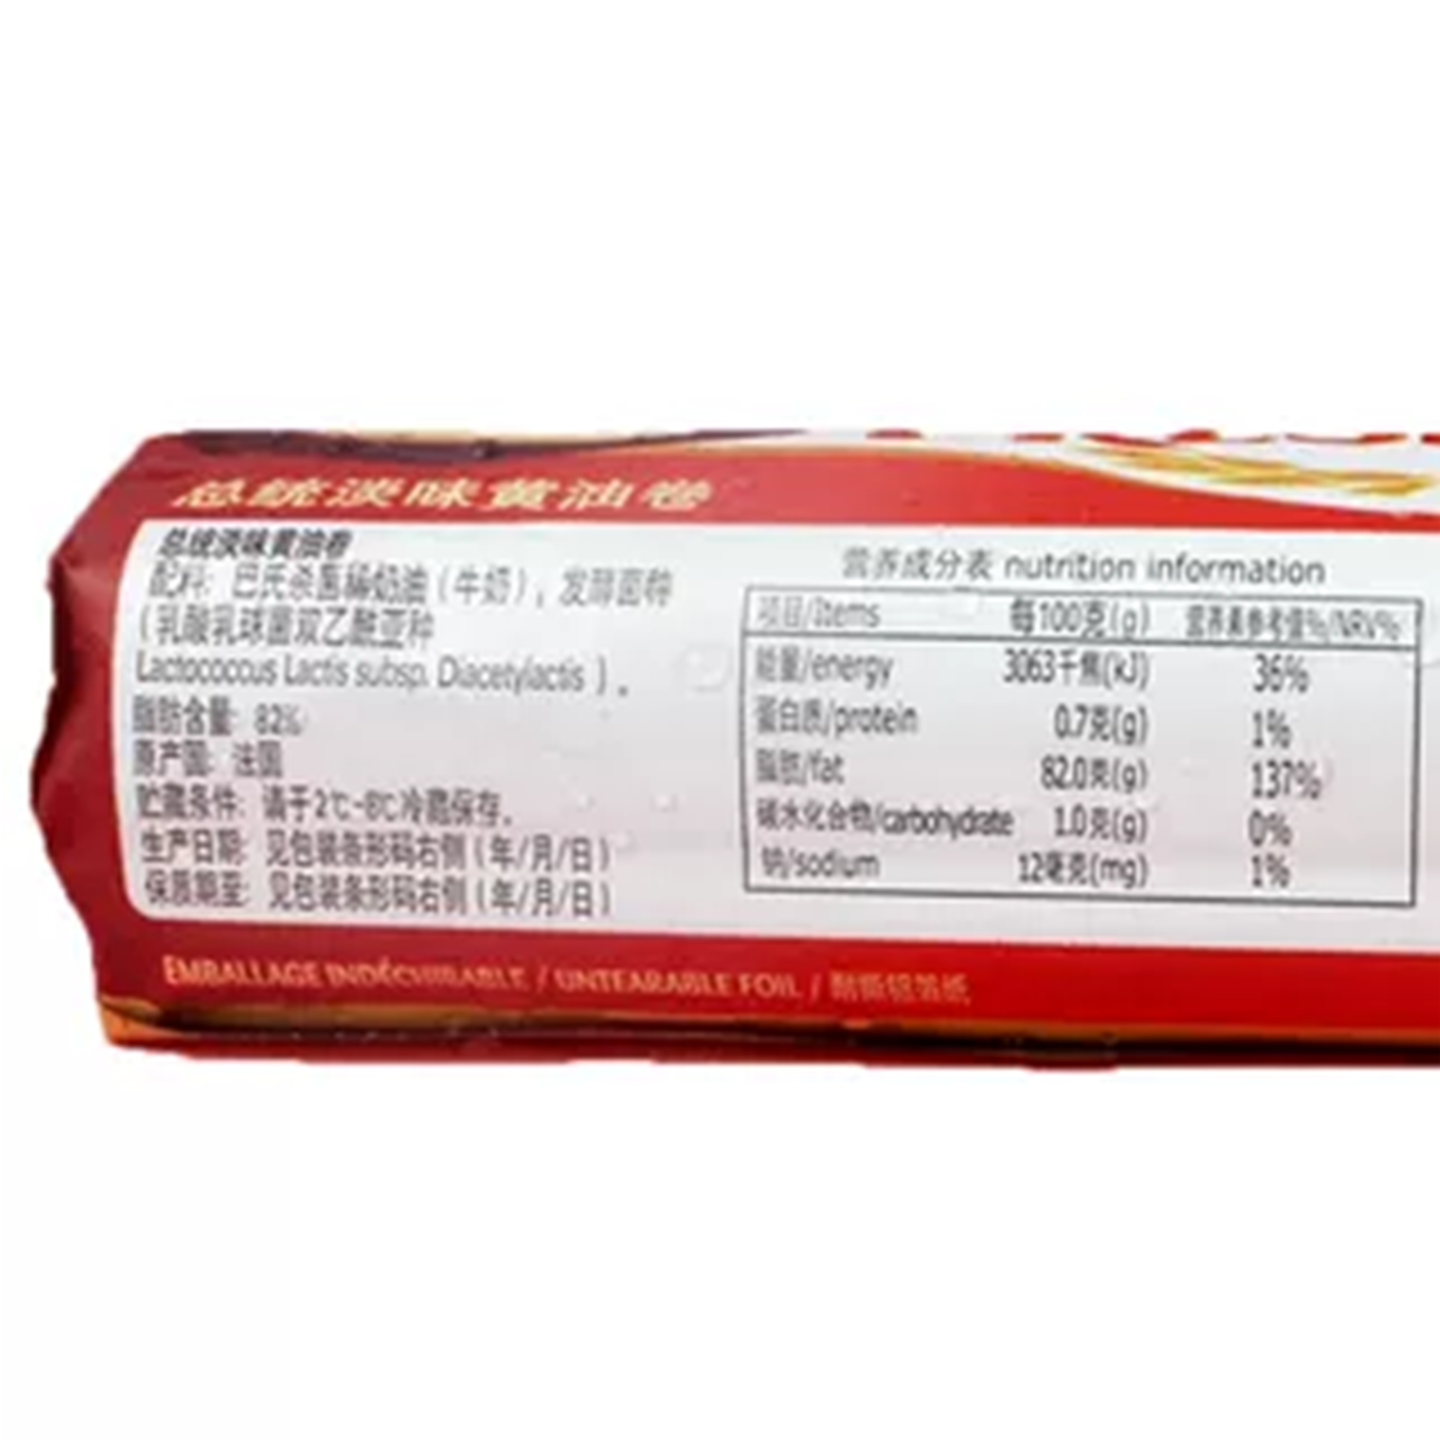 总统淡味黄油卷
总统淡味黄油卷
配料：巴氏杀菌稀奶油（牛奶），发酵菌种
（乳酸乳球菌双乙酰亚种
Lactococcus Lactis subsp. Diacetylactis）。
脂肪含量：82%
原产国：法国
贮藏条件：请于2℃-6℃冷藏保存。
生产日期：见包装条形码右侧（年/月/日）
保质期至：见包装条形码右侧（年/月/日）
营养成分表 nutrition information
项目/Items 每100克(g) 营养素参考值%/NRV%
能量/energy 3063千焦(kJ) 36%
蛋白质/protein 0.7克(g) 1%
脂肪/fat 82.0克(g) 137%
碳水化合物/carbohydrate 1.0克(g) 0%
钠/sodium 12毫克(mg) 1%
EMBALLAGE INDÉCHIRABLE / UNTEARABLE FOIL / 耐撕铝箔纸